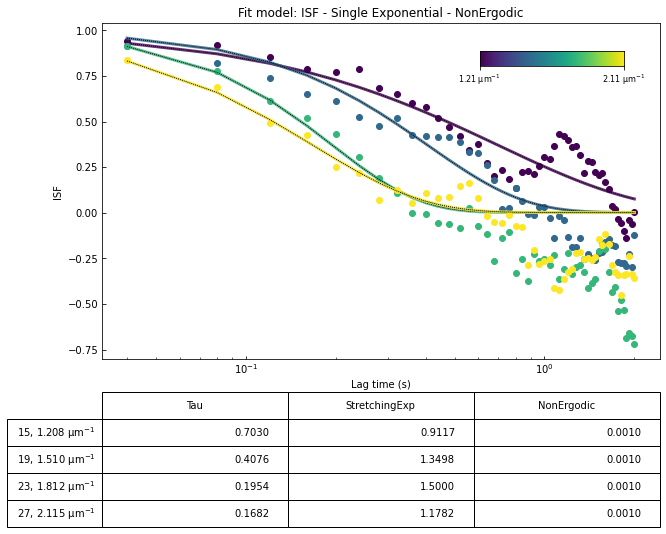 Fit model: ISF - Single Exponential - NonErgodic
1.00
0.75
0.50
0.25
0.00
−0.25
−0.50
−0.75
ISF
1.21 μm⁻¹ 2.11 μm⁻¹
10⁻¹ 10⁰
Lag time (s)
Tau StretchingExp NonErgodic
15, 1.208 μm⁻¹ 0.7030 0.9117 0.0010
19, 1.510 μm⁻¹ 0.4076 1.3498 0.0010
23, 1.812 μm⁻¹ 0.1954 1.5000 0.0010
27, 2.115 μm⁻¹ 0.1682 1.1782 0.0010